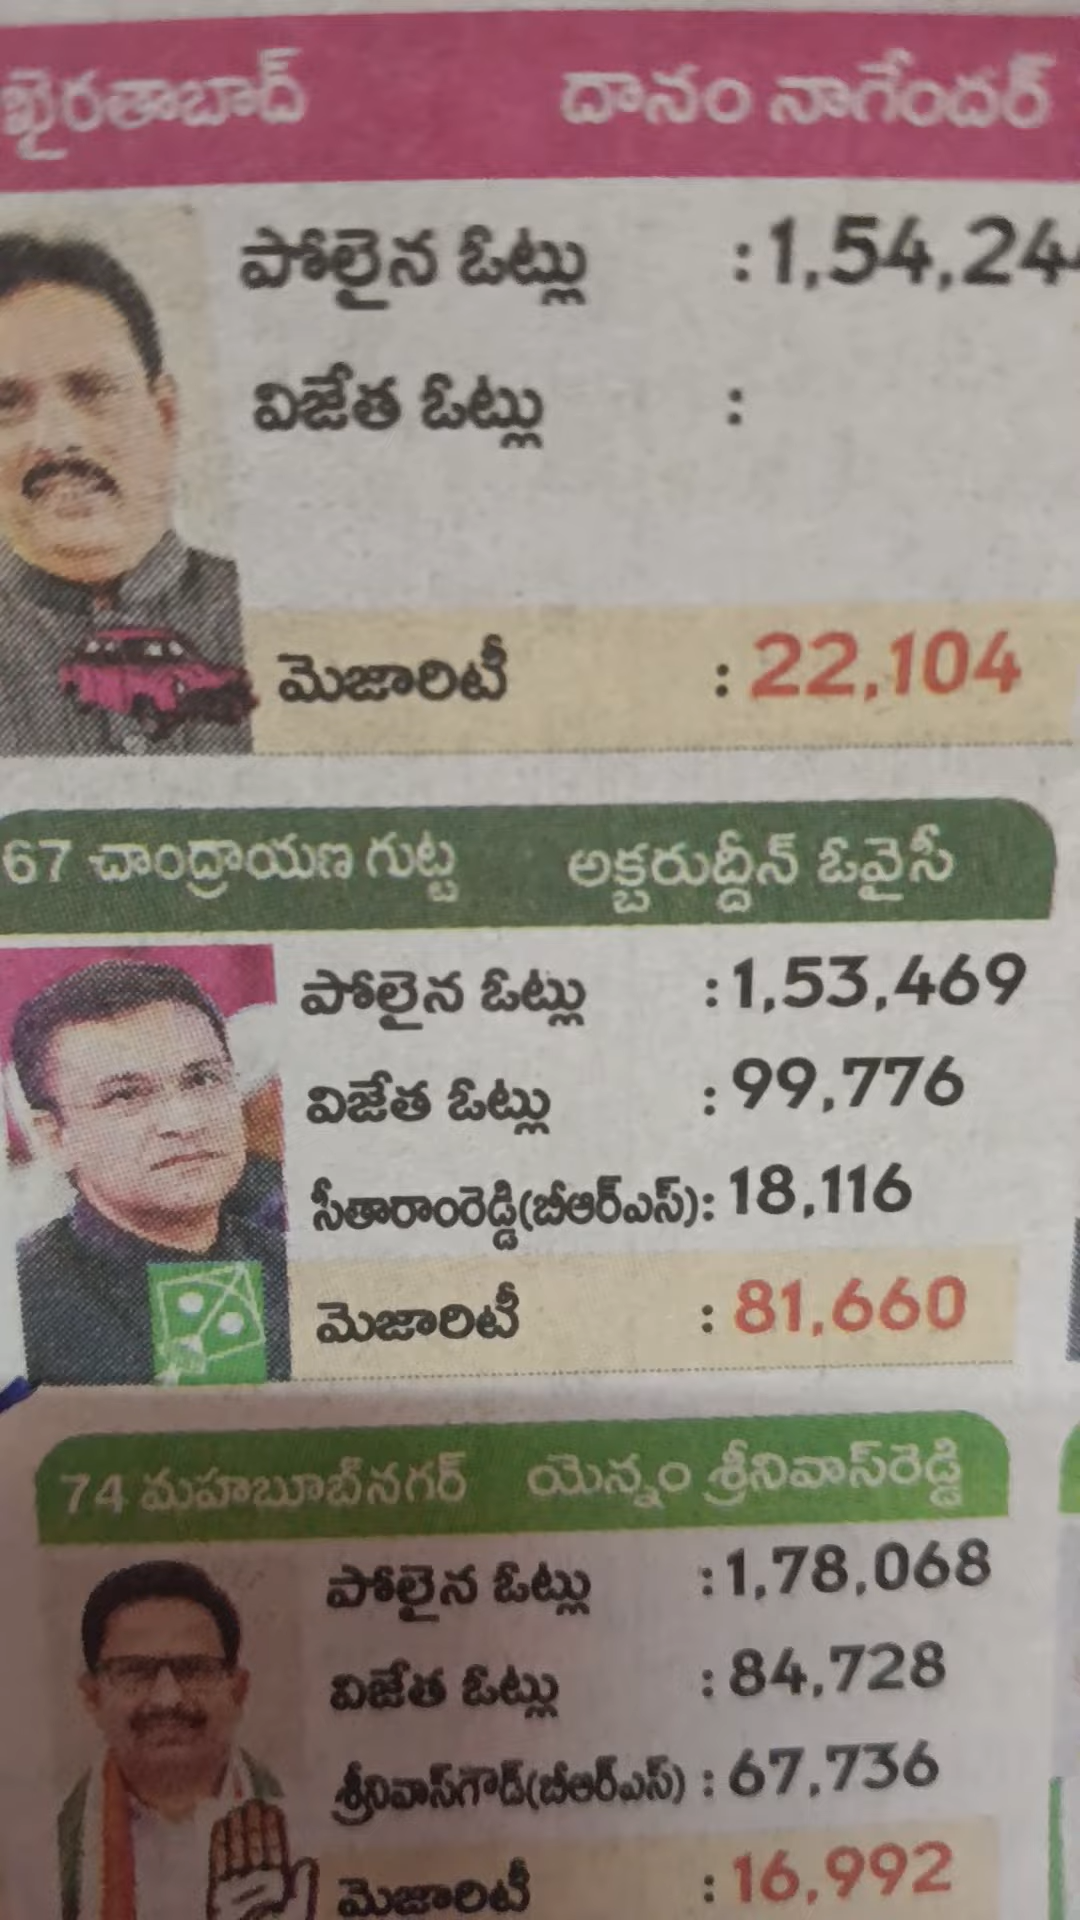 ఖైరతాబాద్ దానం నాగేందర్
పోలైన ఓట్లు :1,54,24
విజేత ఓట్లు :
మెజారిటీ : 22,104
67 చాంద్రాయణగుట్ట అక్బరుద్దీన్ ఓవైసీ
పోలైన ఓట్లు :1,53,469
విజేత ఓట్లు : 99,776
సీతారాంరెడ్డి(బీఆర్ఎస్): 18,116
మెజారిటీ : 81,660
74 మహబూబ్‌నగర్ యెన్నం శ్రీనివాస్‌రెడ్డి
పోలైన ఓట్లు :1,78,068
విజేత ఓట్లు : 84,728
శ్రీనివాస్‌గౌడ్(బీఆర్ఎస్) : 67,736
మెజారిటీ : 16,992